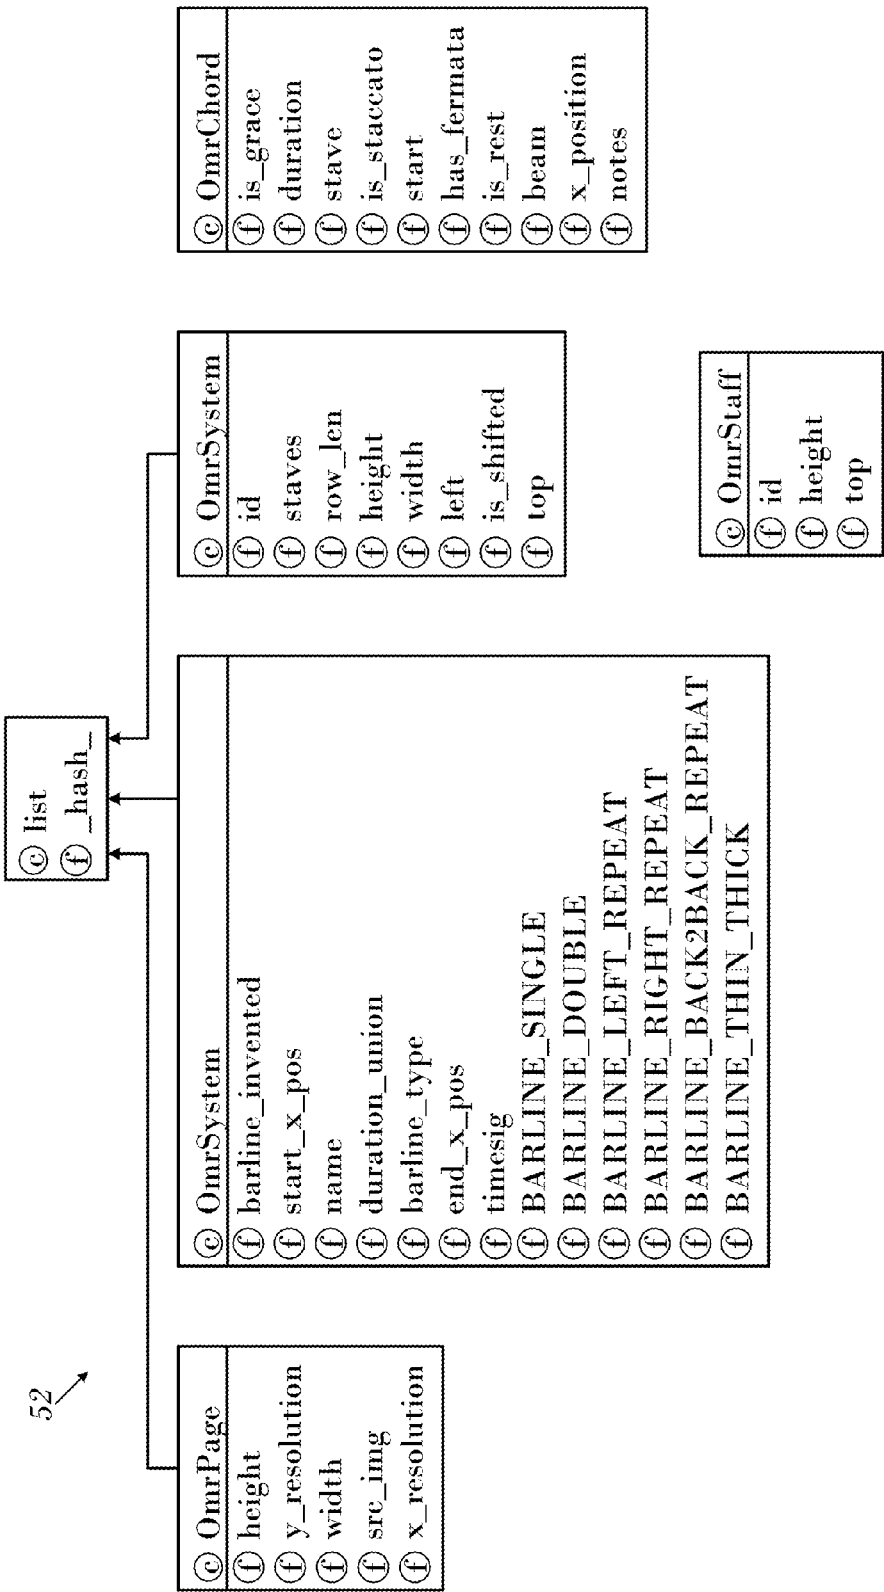 52
ⓒ list
ⓕ _hash_
ⓒ OmrPage
ⓕ height
ⓕ y_resolution
ⓕ width
ⓕ src_img
ⓕ x_resolution
ⓒ OmrSystem
ⓕ barline_invented
ⓕ start_x_pos
ⓕ name
ⓕ duration_union
ⓕ barline_type
ⓕ end_x_pos
ⓕ timesig
ⓕ BARLINE_SINGLE
ⓕ BARLINE_DOUBLE
ⓕ BARLINE_LEFT_REPEAT
ⓕ BARLINE_RIGHT_REPEAT
ⓕ BARLINE_BACK2BACK_REPEAT
ⓕ BARLINE_THIN_THICK
ⓒ OmrSystem
ⓕ id
ⓕ staves
ⓕ row_len
ⓕ height
ⓕ width
ⓕ left
ⓕ is_shifted
ⓕ top
ⓒ OmrChord
ⓕ is_grace
ⓕ duration
ⓕ stave
ⓕ is_staccato
ⓕ start
ⓕ has_fermata
ⓕ is_rest
ⓕ beam
ⓕ x_position
ⓕ notes
ⓒ OmrStaff
ⓕ id
ⓕ height
ⓕ top